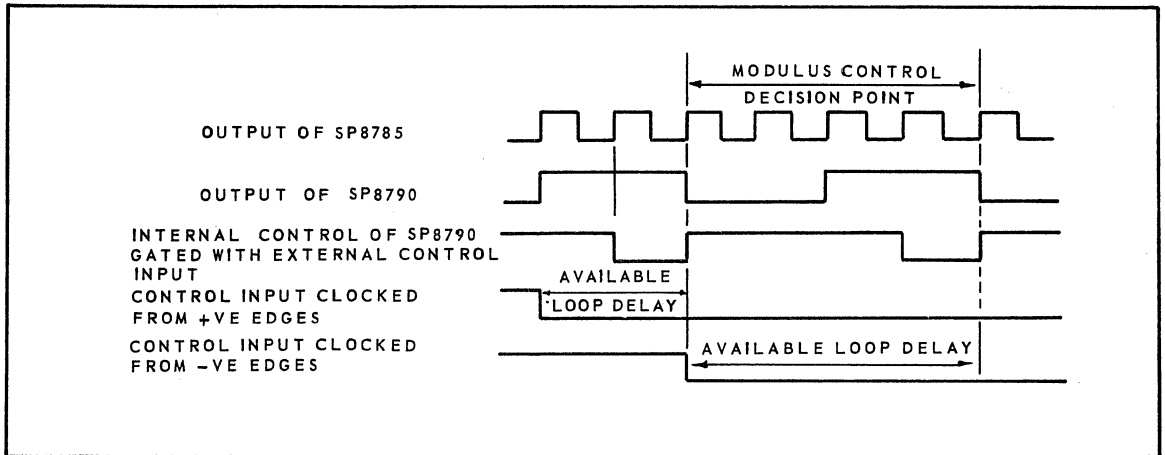 MODULUS CONTROL
DECISION POINT
OUTPUT OF SP8785
OUTPUT OF SP8790
INTERNAL CONTROL OF SP8790
GATED WITH EXTERNAL CONTROL
INPUT
AVAILABLE
LOOP DELAY
CONTROL INPUT CLOCKED
FROM +VE EDGES
CONTROL INPUT CLOCKED
FROM -VE EDGES
AVAILABLE LOOP DELAY